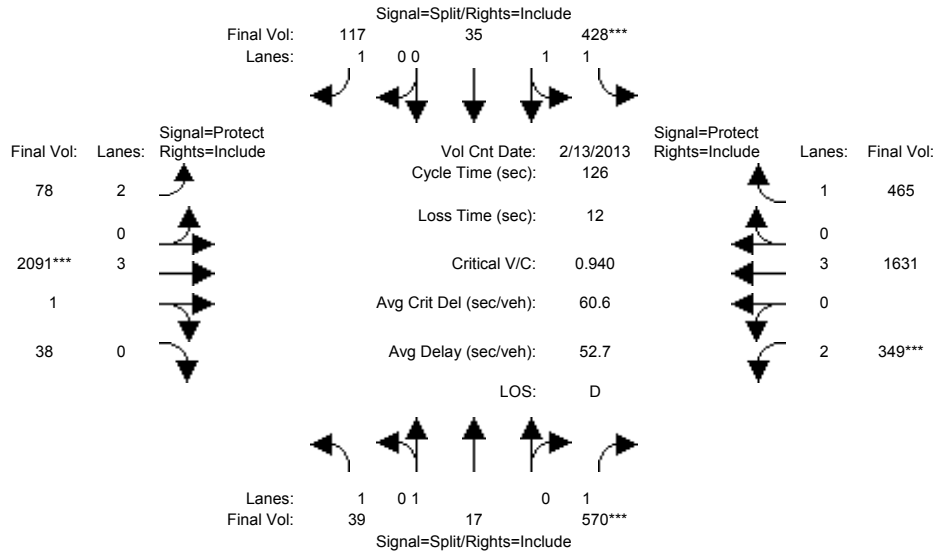 Signal=Split/Rights=Include
Final Vol: 117 35 428***
Lanes: 1 0 0 1 1
Signal=Protect Signal=Protect
Final Vol: Lanes: Rights=Include Vol Cnt Date: 2/13/2013 Rights=Include Lanes: Final Vol:
Cycle Time (sec): 126
78 2 1 465
Loss Time (sec): 12
0 0
2091*** 3 Critical V/C: 0.940 3 1631
1 Avg Crit Del (sec/veh): 60.6 0
38 0 Avg Delay (sec/veh): 52.7 2 349***
LOS: D
Lanes: 1 0 1 0 1
Final Vol: 39 17 570***
Signal=Split/Rights=Include